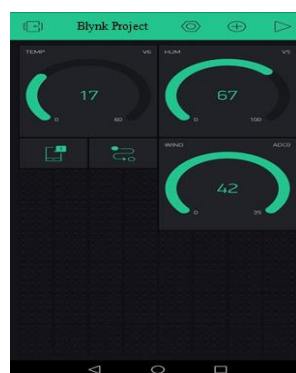 Blynk Project
TEMP V6
17
0 60
HUM V5
67
0 100
WIND ADC0
42
0 35